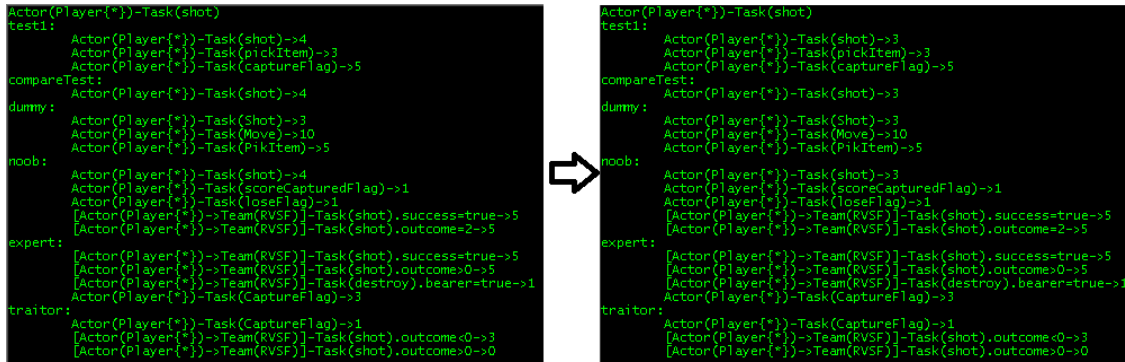 Actor(Player{*})-Task(shot)
test1:
Actor(Player{*})-Task(shot)->4
Actor(Player{*})-Task(pickItem)->3
Actor(Player{*})-Task(captureFlag)->5
compareTest:
Actor(Player{*})-Task(shot)->4
dummy:
Actor(Player{*})-Task(Shot)->3
Actor(Player{*})-Task(Move)->10
Actor(Player{*})-Task(PikItem)->5
noob:
Actor(Player{*})-Task(shot)->4
Actor(Player{*})-Task(scoreCapturedFlag)->1
Actor(Player{*})-Task(loseFlag)->1
[Actor(Player{*})->Team(RVSF)]-Task(shot).success=true->5
[Actor(Player{*})->Team(RVSF)]-Task(shot).outcome=2->5
expert:
[Actor(Player{*})->Team(RVSF)]-Task(shot).success=true->5
[Actor(Player{*})->Team(RVSF)]-Task(shot).outcome>0->5
[Actor(Player{*})->Team(RVSF)]-Task(destroy).bearer=true->1
Actor(Player{*})-Task(CaptureFlag)->3
traitor:
Actor(Player{*})-Task(CaptureFlag)->1
[Actor(Player{*})->Team(RVSF)]-Task(shot).outcome<0->3
[Actor(Player{*})->Team(RVSF)]-Task(shot).outcome>0->0
Actor(Player{*})-Task(shot)
test1:
Actor(Player{*})-Task(shot)->3
Actor(Player{*})-Task(pickItem)->3
Actor(Player{*})-Task(captureFlag)->5
compareTest:
Actor(Player{*})-Task(shot)->3
dummy:
Actor(Player{*})-Task(Shot)->3
Actor(Player{*})-Task(Move)->10
Actor(Player{*})-Task(PikItem)->5
noob:
Actor(Player{*})-Task(shot)->3
Actor(Player{*})-Task(scoreCapturedFlag)->1
Actor(Player{*})-Task(loseFlag)->1
[Actor(Player{*})->Team(RVSF)]-Task(shot).success=true->5
[Actor(Player{*})->Team(RVSF)]-Task(shot).outcome=2->5
expert:
[Actor(Player{*})->Team(RVSF)]-Task(shot).success=true->5
[Actor(Player{*})->Team(RVSF)]-Task(shot).outcome>0->5
[Actor(Player{*})->Team(RVSF)]-Task(destroy).bearer=true->1
Actor(Player{*})-Task(CaptureFlag)->3
traitor:
Actor(Player{*})-Task(CaptureFlag)->1
[Actor(Player{*})->Team(RVSF)]-Task(shot).outcome<0->3
[Actor(Player{*})->Team(RVSF)]-Task(shot).outcome>0->0